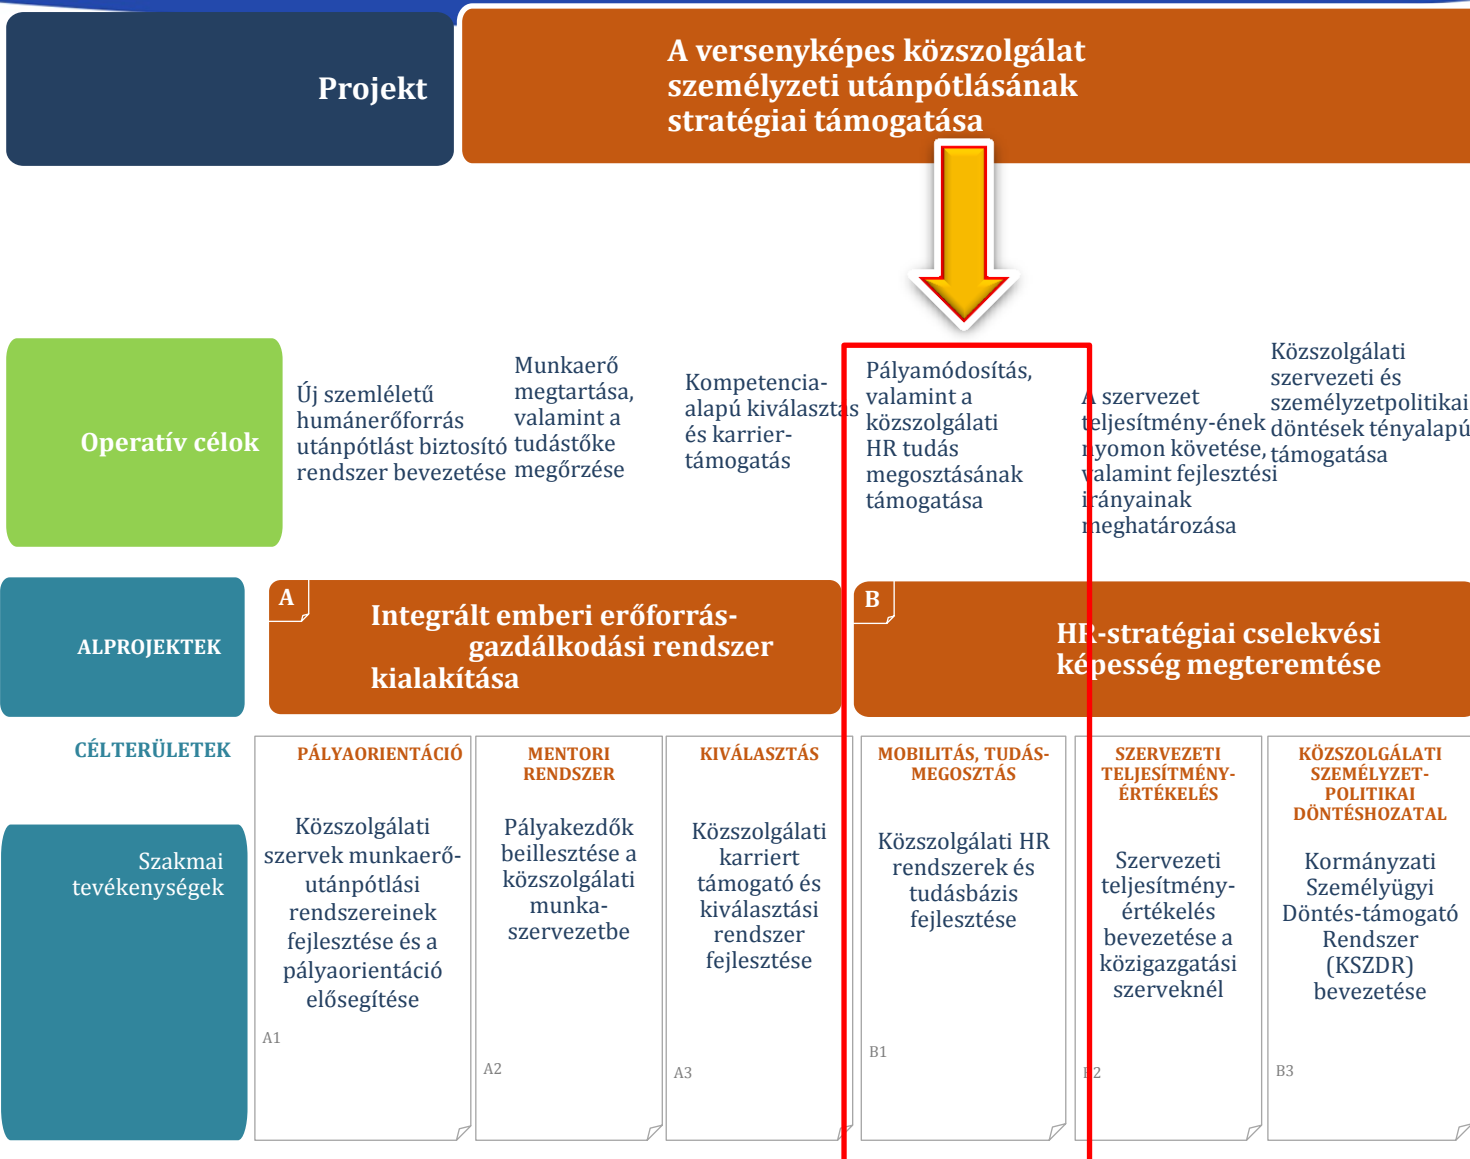 Projekt
A versenyképes közszolgálat
személyzeti utánpótlásának
stratégiai támogatása
Operatív célok
Új szemléletű
humánerőforrás
utánpótlást biztosító
rendszer bevezetése
Munkaerő
megtartása,
valamint a
tudástőke
megőrzése
Kompetencia-
alapú kiválasztás
és karrier-
támogatás
Pályamódosítás,
valamint a
közszolgálati
HR tudás
megosztásának
támogatása
A szervezet
teljesítmény-ének
nyomon követése,
valamint fejlesztési
irányainak
meghatározása
Közszolgálati
szervezeti és
személyzetpolitikai
döntések tényalapú
támogatása
ALPROJEKTEK
A
Integrált emberi erőforrás-
gazdálkodási rendszer
kialakítása
B
HR-stratégiai cselekvési
képesség megteremtése
CÉLTERÜLETEK
Szakmai
tevékenységek
PÁLYAORIENTÁCIÓ
Közszolgálati
szervek munkaerő-
utánpótlási
rendszereinek
fejlesztése és a
pályaorientáció
elősegítése
A1
MENTORI
RENDSZER
Pályakezdők
beillesztése a
közszolgálati
munka-
szervezetbe
A2
KIVÁLASZTÁS
Közszolgálati
karriert
támogató és
kiválasztási
rendszer
fejlesztése
A3
MOBILITÁS, TUDÁS-
MEGOSZTÁS
Közszolgálati HR
rendszerek és
tudásbázis
fejlesztése
B1
SZERVEZETI
TELJESÍTMÉNY-
ÉRTÉKELÉS
Szervezeti
teljesítmény-
értékelés
bevezetése a
közigazgatási
szerveknél
B2
KÖZSZOLGÁLATI
SZEMÉLYZET-
POLITIKAI
DÖNTÉSHOZATAL
Kormányzati
Személyügyi
Döntés-támogató
Rendszer
(KSZDR)
bevezetése
B3